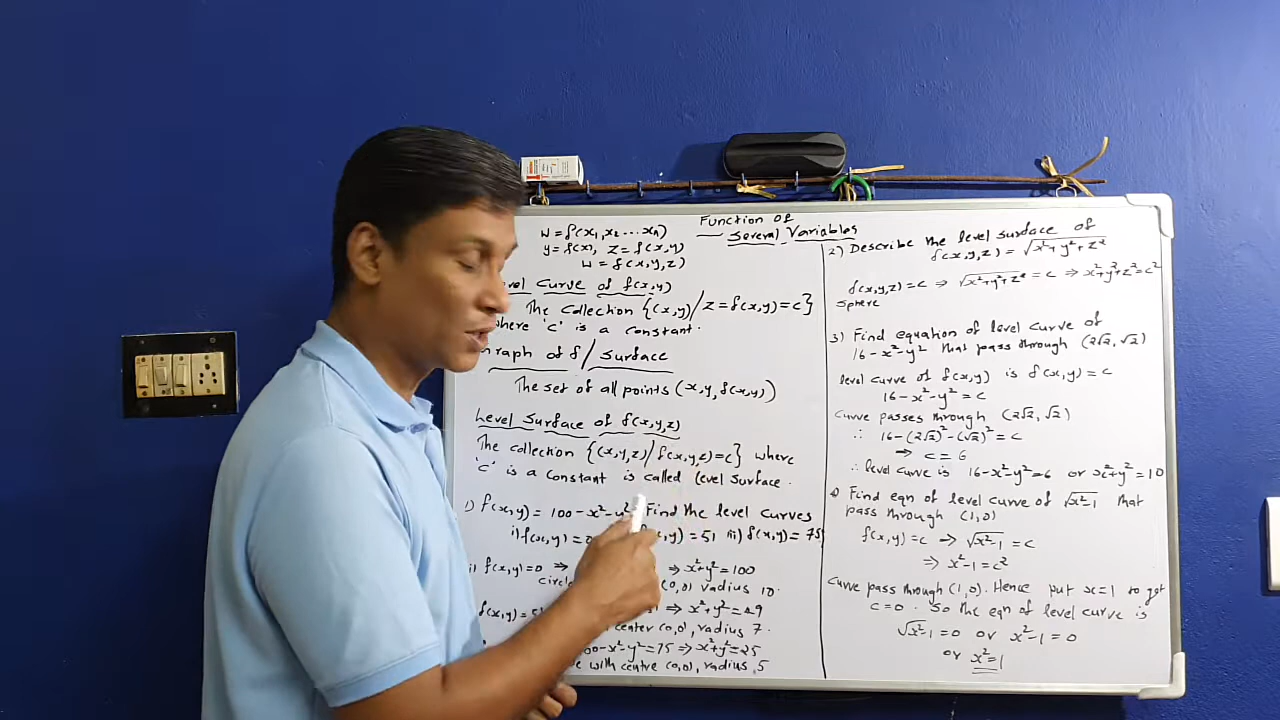 Function of
Several Variables
W = f(x₁, x₂ ... xₙ)
y = f(x), z = f(x,y)
W = f(x,y,z)
Curve of f(x,y)
The Collection {(x,y)/z = f(x,y) = c}
'c' is a constant.
of f/Surface
The set of all points (x,y,f(x,y))
Level Surface of f(x,y,z)
The collection {(x,y,z)/f(x,y,z)=c} where
'c' is a constant is called level surface.
1) f(x,y) = 100-x²-y² Find the level curves
i) f(x,y)=0 f(x,y) = 51 iii) f(x,y) = 75
i) f(x,y)=0 ⇒ ⇒ x²+y²=100
circle (0,0) radius 10.
f(x,y)=51 ⇒ x²+y²=49
center (0,0), radius 7.
100-x²-y²=75 ⇒ x²+y²=25
with centre (0,0), radius 5
2) Describe the level surface of
f(x,y,z) = √x²+y²+z²
f(x,y,z)=c ⇒ √x²+y²+z² = c ⇒ x²+y²+z²=c²
sphere
3) Find equation of level curve of
16-x²-y² that pass through (2√2, √2)
level curve of f(x,y) is f(x,y) = c
16-x²-y² = c
Curve passes through (2√2, √2)
∴ 16-(2√2)²-(√2)² = c
⇒ c = 6
∴ level curve is 16-x²-y²=6 or x²+y²=10
4) Find eqn of level curve of √x²-1 that
pass through (1,0)
f(x,y)=c ⇒ √x²-1 = c
⇒ x²-1=c²
Curve pass through (1,0). Hence put x=1 to get
c=0. So the eqn of level curve is
√x²-1=0 or x²-1=0
or x²=1